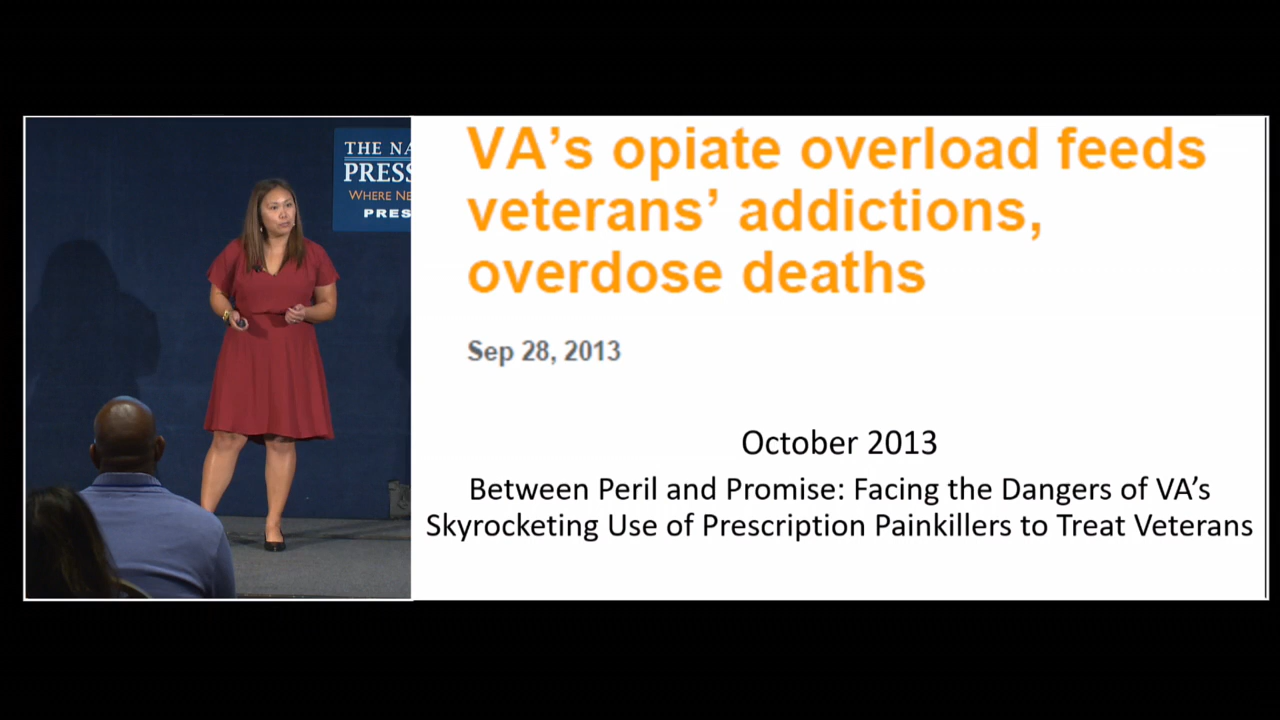 THE NA
PRESS
WHERE NE
PRES
VA's opiate overload feeds
veterans' addictions,
overdose deaths
Sep 28, 2013
October 2013
Between Peril and Promise: Facing the Dangers of VA's
Skyrocketing Use of Prescription Painkillers to Treat Veterans